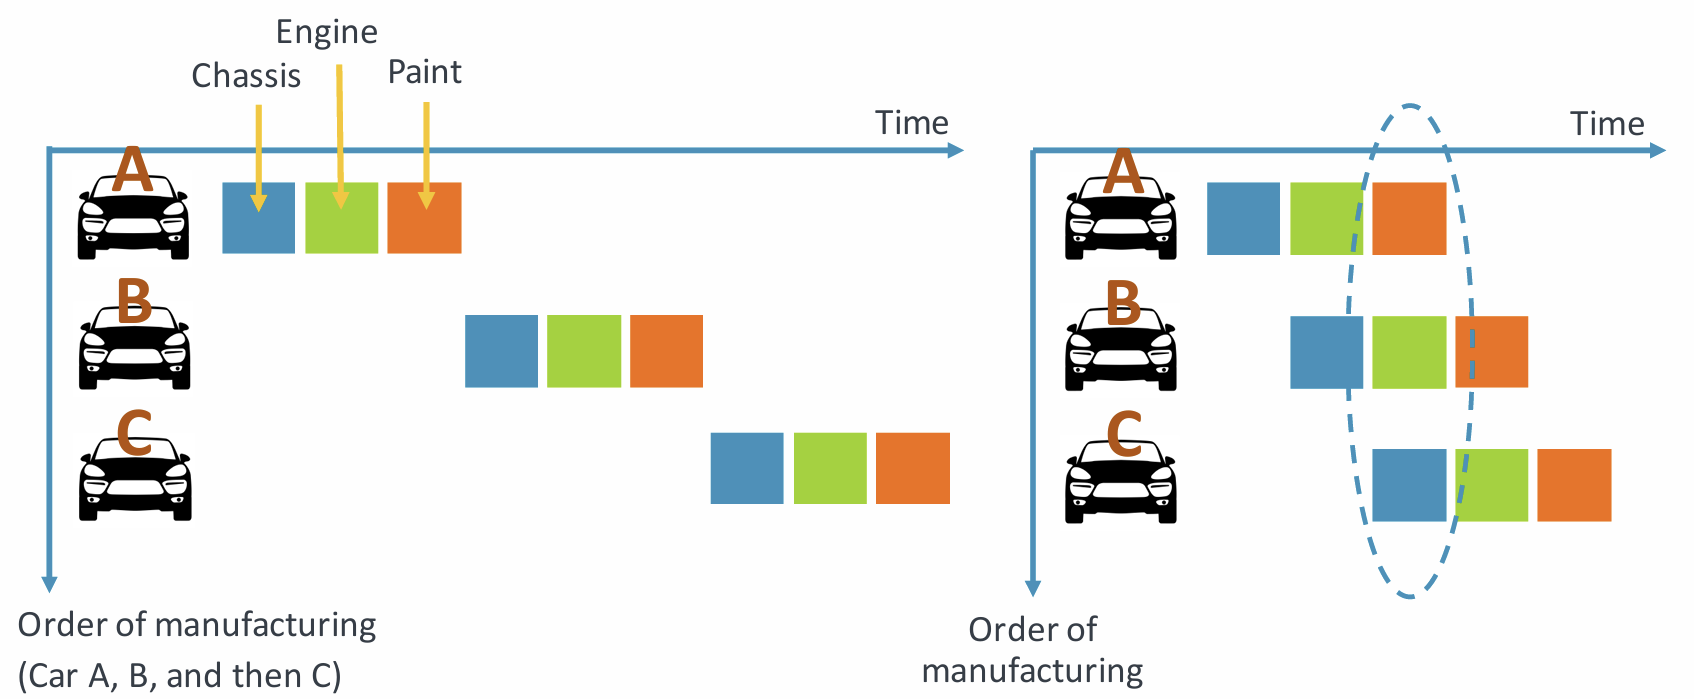 Engine
Chassis
Paint
Time
A
B
C
Order of manufacturing
(Car A, B, and then C)
Time
A
B
C
Order of
manufacturing